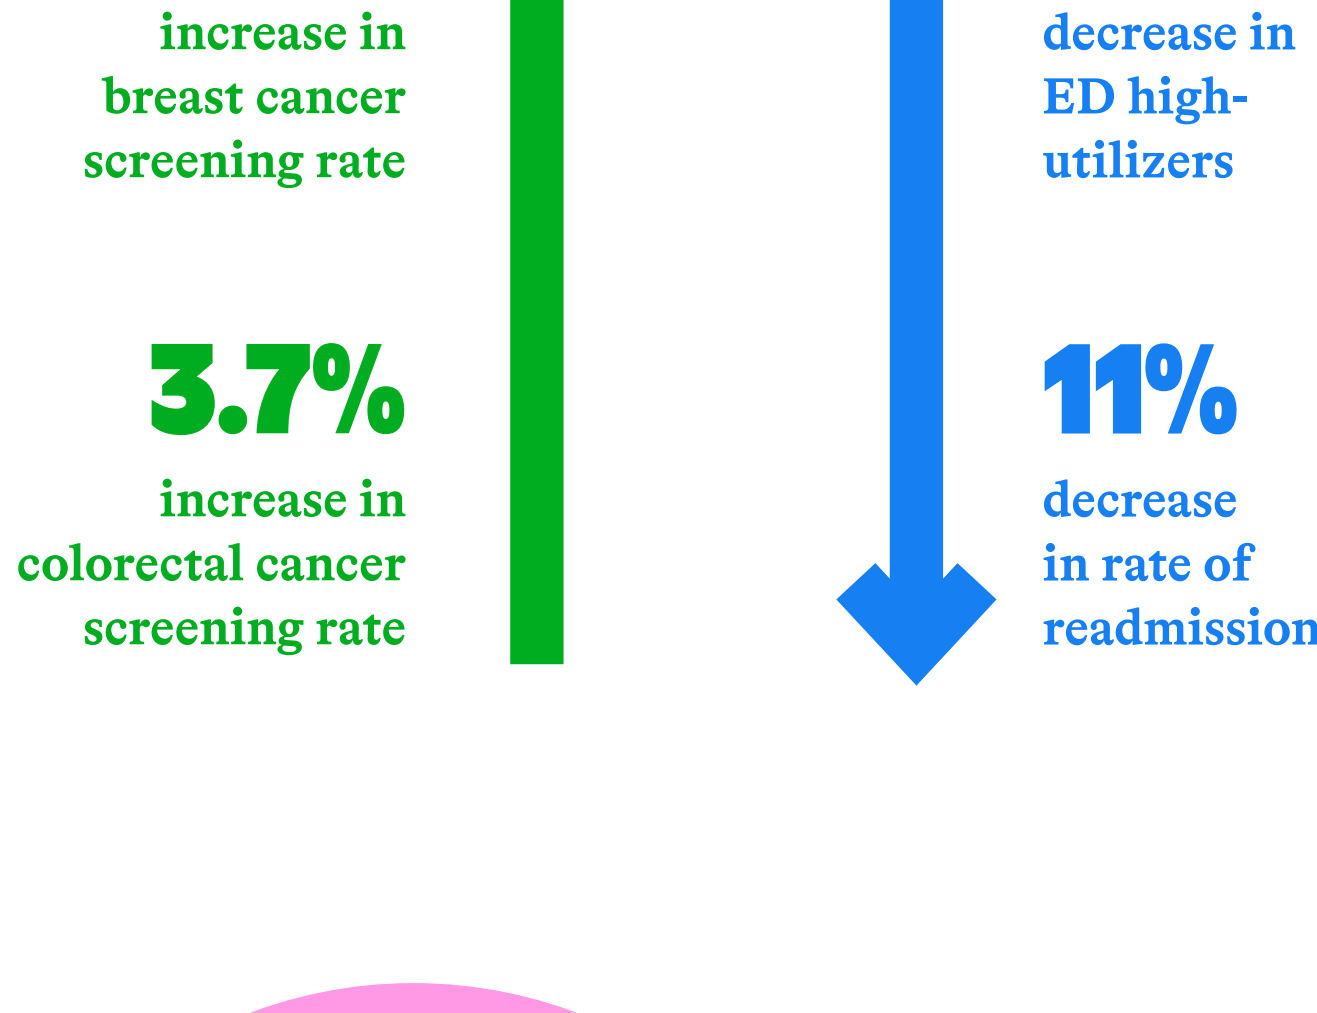 increase in
breast cancer
screening rate
3.7%
increase in
colorectal cancer
screening rate
decrease in
ED high-
utilizers
11%
decrease
in rate of
readmission